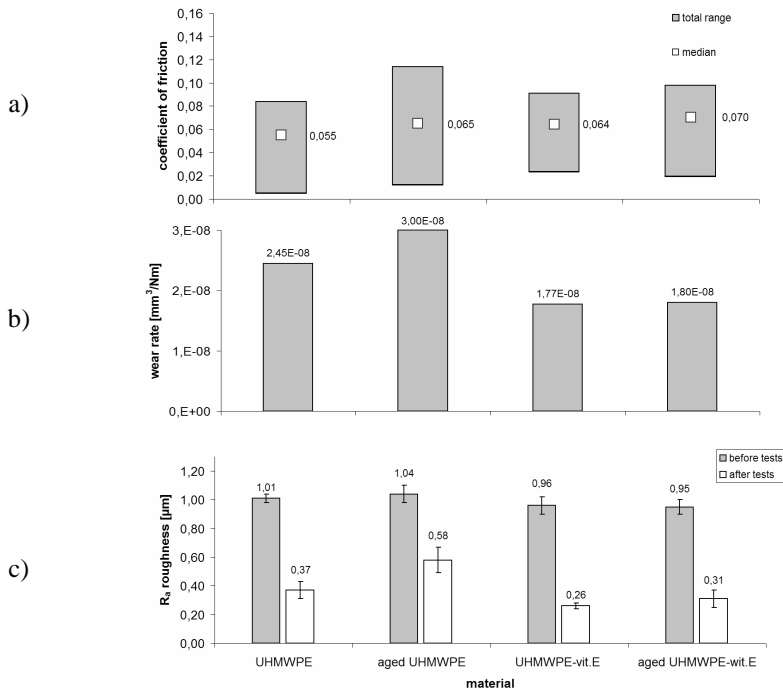 a)
coefficient of friction
0,16
0,14
0,12
0,10
0,08
0,06
0,04
0,02
0,00
total range
median
0,055
0,065
0,064
0,070
b)
wear rate [mm³/Nm]
3,E-08
2,E-08
1,E-08
0,E+00
2,45E-08
3,00E-08
1,77E-08
1,80E-08
c)
Rₐ roughness [µm]
1,20
1,00
0,80
0,60
0,40
0,20
0,00
before tests
after tests
1,01
0,37
1,04
0,58
0,96
0,26
0,95
0,31
UHMWPE
aged UHMWPE
UHMWPE-vit.E
aged UHMWPE-wit.E
material